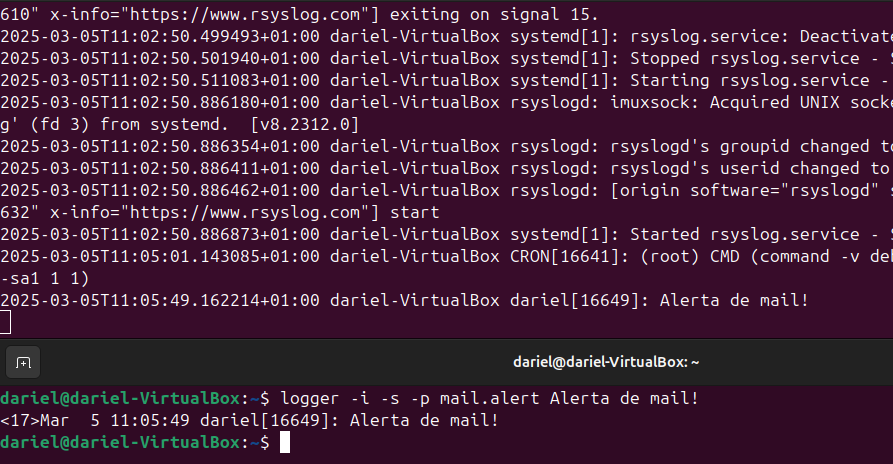 610" x-info="https://www.rsyslog.com"] exiting on signal 15.
2025-03-05T11:02:50.499493+01:00 dariel-VirtualBox systemd[1]: rsyslog.service: Deactivate
2025-03-05T11:02:50.501940+01:00 dariel-VirtualBox systemd[1]: Stopped rsyslog.service - S
2025-03-05T11:02:50.511083+01:00 dariel-VirtualBox systemd[1]: Starting rsyslog.service -
2025-03-05T11:02:50.886180+01:00 dariel-VirtualBox rsyslogd: imuxsock: Acquired UNIX socke
g' (fd 3) from systemd.  [v8.2312.0]
2025-03-05T11:02:50.886354+01:00 dariel-VirtualBox rsyslogd: rsyslogd's groupid changed to
2025-03-05T11:02:50.886411+01:00 dariel-VirtualBox rsyslogd: rsyslogd's userid changed to
2025-03-05T11:02:50.886462+01:00 dariel-VirtualBox rsyslogd: [origin software="rsyslogd" s
632" x-info="https://www.rsyslog.com"] start
2025-03-05T11:02:50.886873+01:00 dariel-VirtualBox systemd[1]: Started rsyslog.service - S
2025-03-05T11:05:01.143085+01:00 dariel-VirtualBox CRON[16641]: (root) CMD (command -v deb
-sa1 1 1)
2025-03-05T11:05:49.162214+01:00 dariel-VirtualBox dariel[16649]: Alerta de mail!
dariel@dariel-VirtualBox: ~
dariel@dariel-VirtualBox:~$ logger -i -s -p mail.alert Alerta de mail!
<17>Mar  5 11:05:49 dariel[16649]: Alerta de mail!
dariel@dariel-VirtualBox:~$